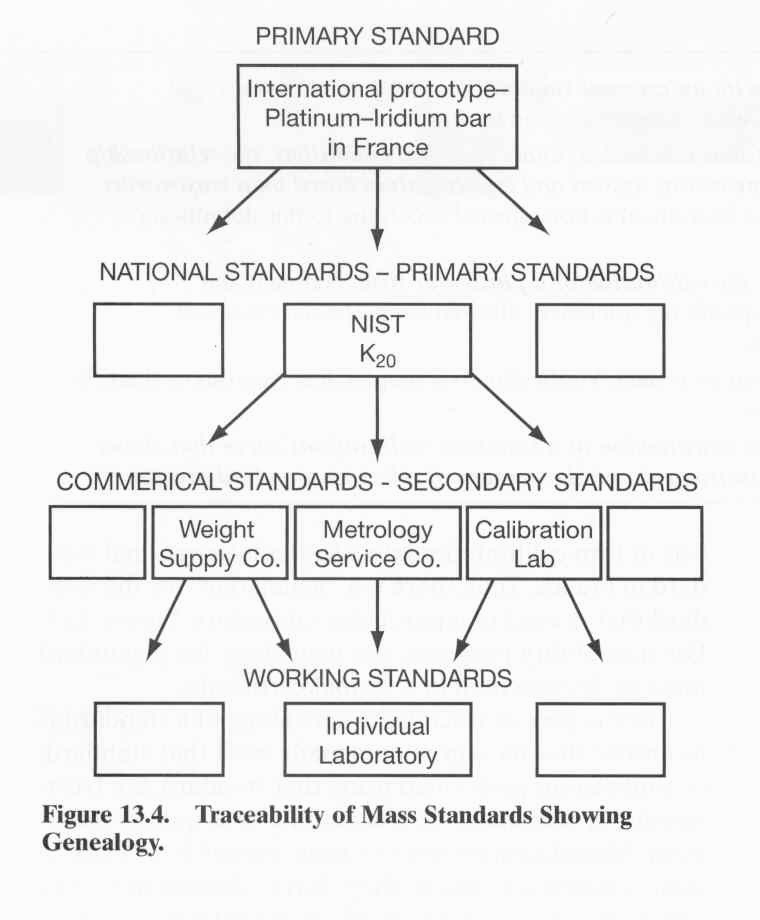 PRIMARY STANDARD
International prototype–
Platinum–Iridium bar
in France
NATIONAL STANDARDS – PRIMARY STANDARDS
NIST
K20
COMMERICAL STANDARDS - SECONDARY STANDARDS
Weight
Supply Co.
Metrology
Service Co.
Calibration
Lab
WORKING STANDARDS
Individual
Laboratory
Figure 13.4. Traceability of Mass Standards Showing
Genealogy.